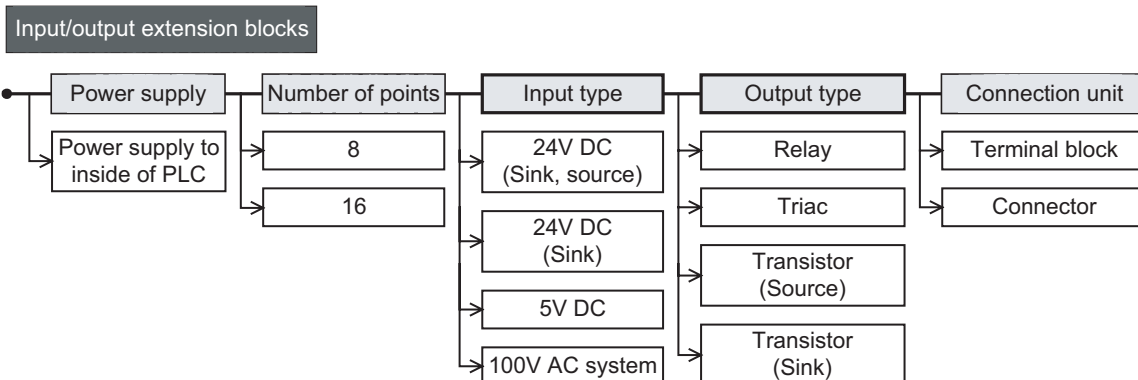 Input/output extension blocks
Power supply
Number of points
Input type
Output type
Connection unit
Power supply to
inside of PLC
8
16
24V DC
(Sink, source)
24V DC
(Sink)
5V DC
100V AC system
Relay
Triac
Transistor
(Source)
Transistor
(Sink)
Terminal block
Connector